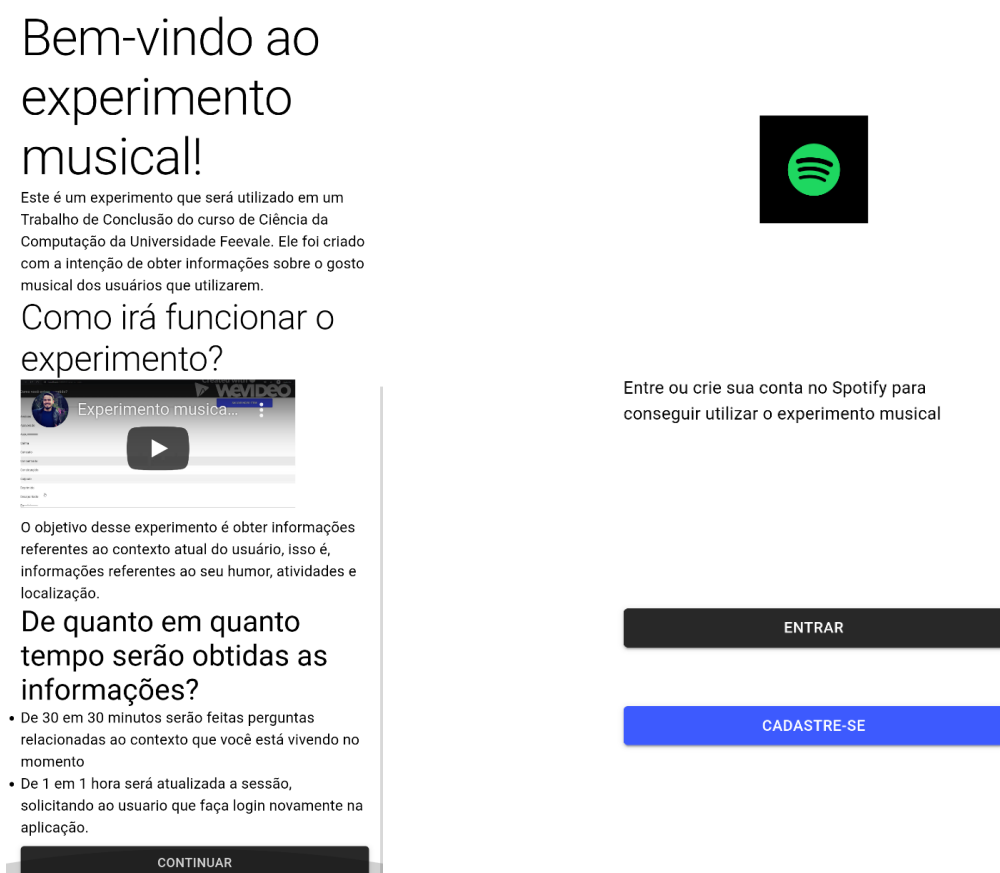 Bem-vindo ao
experimento
musical!
Este é um experimento que será utilizado em um
Trabalho de Conclusão do curso de Ciência da
Computação da Universidade Feevale. Ele foi criado
com a intenção de obter informações sobre o gosto
musical dos usuários que utilizarem.
Como irá funcionar o
experimento?
WEVIDEO
Experimento musica...
O objetivo desse experimento é obter informações
referentes ao contexto atual do usuário, isso é,
informações referentes ao seu humor, atividades e
localização.
De quanto em quanto
tempo serão obtidas as
informações?
• De 30 em 30 minutos serão feitas perguntas
relacionadas ao contexto que você está vivendo no
momento
• De 1 em 1 hora será atualizada a sessão,
solicitando ao usuario que faça login novamente na
aplicação.
CONTINUAR
Entre ou crie sua conta no Spotify para
conseguir utilizar o experimento musical
ENTRAR
CADASTRE-SE